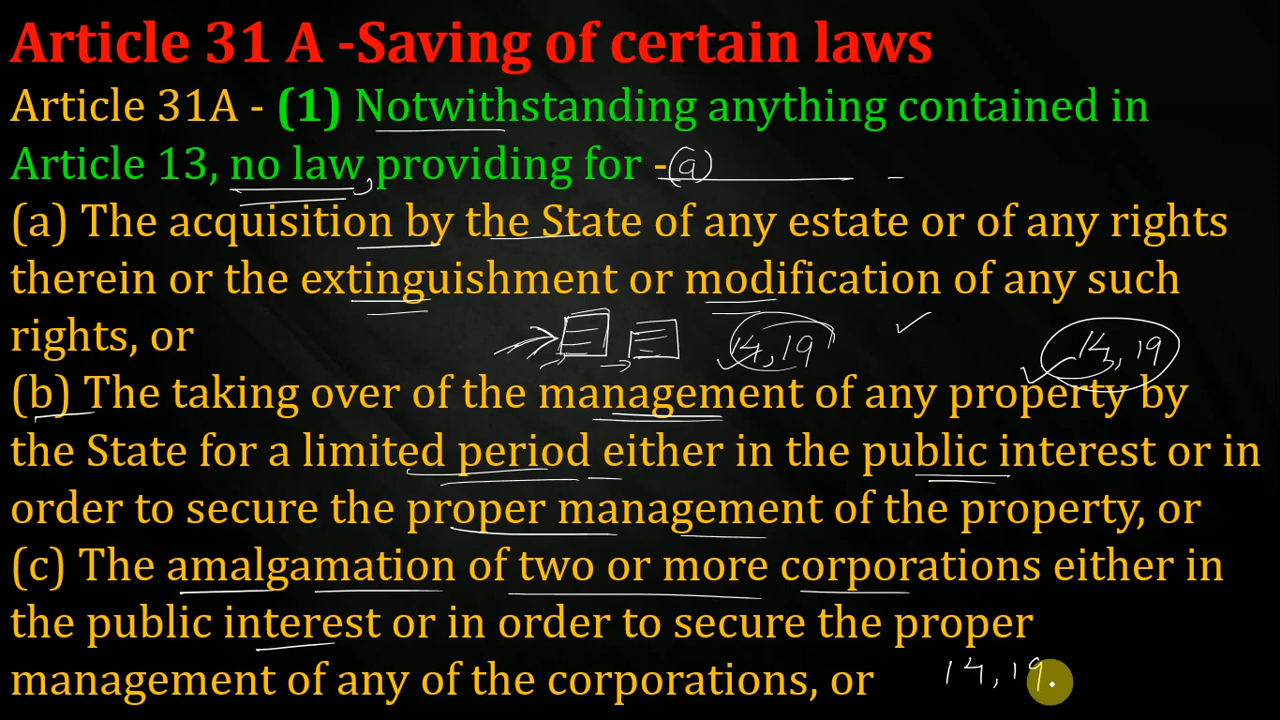 Article 31 A -Saving of certain laws
Article 31A - (1) Notwithstanding anything contained in
Article 13, no law, providing for -(a)
(a) The acquisition by the State of any estate or of any rights
therein or the extinguishment or modification of any such
rights, or 14,19 14,19
(b) The taking over of the management of any property by
the State for a limited period either in the public interest or in
order to secure the proper management of the property, or
(c) The amalgamation of two or more corporations either in
the public interest or in order to secure the proper
management of any of the corporations, or 14,19